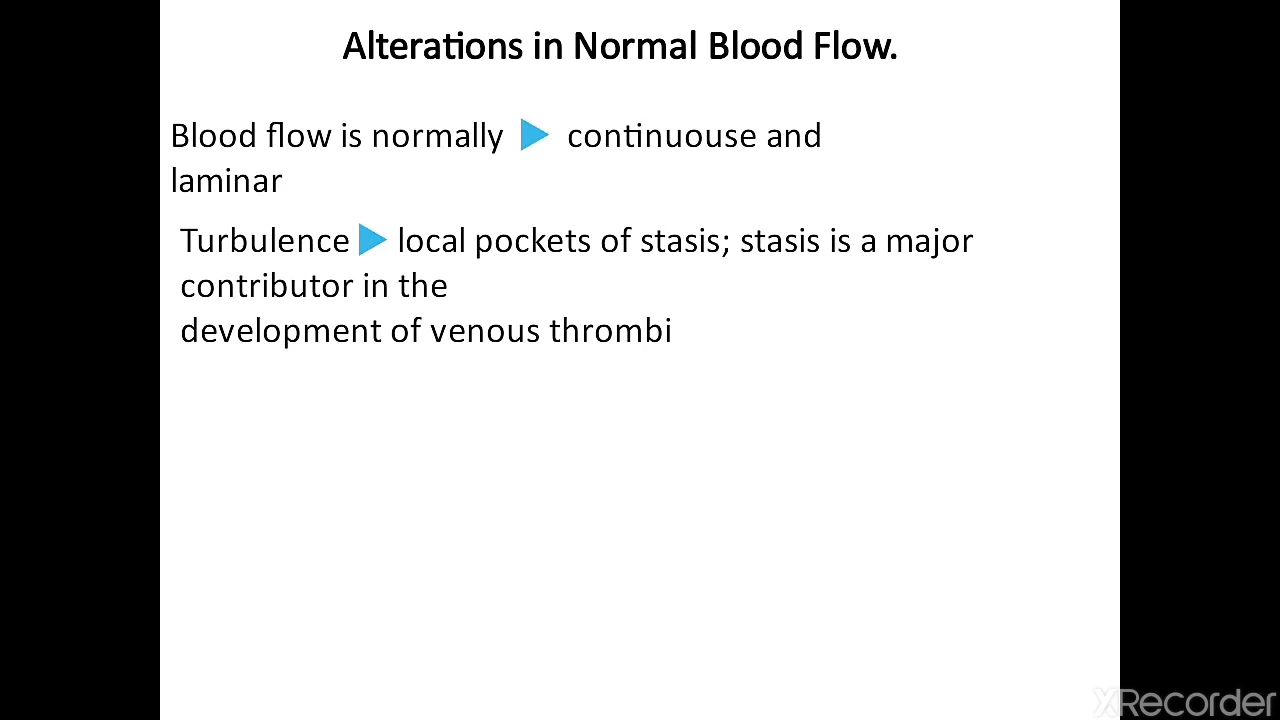 Alterations in Normal Blood Flow.
Blood flow is normally ▶ continuouse and
laminar
Turbulence ▶ local pockets of stasis; stasis is a major
contributor in the
development of venous thrombi
XRecorder